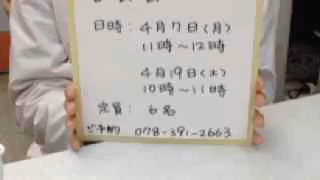 日時:4月7日(月)
11時〜12時
4月19日(木)
10時〜11時
定員:6名
ご予約 078-391-2663